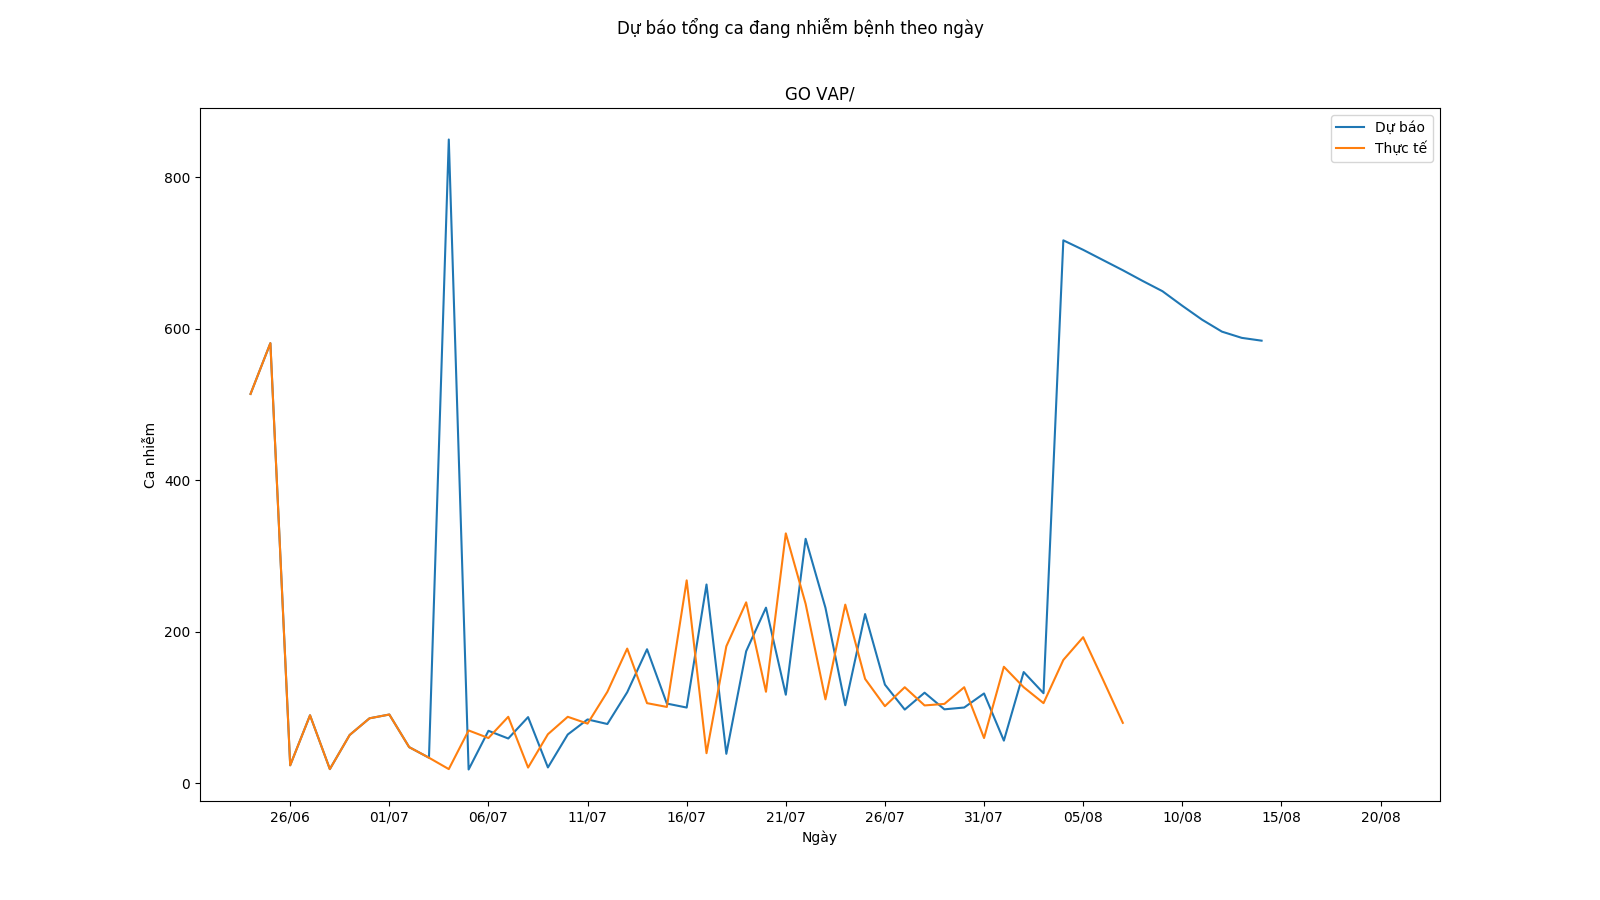 Dự báo tổng ca đang nhiễm bệnh theo ngày
GO VAP/
Dự báo
Thực tế
800
600
400
200
0
Ca nhiễm
26/06 01/07 06/07 11/07 16/07 21/07 26/07 31/07 05/08 10/08 15/08 20/08
Ngày